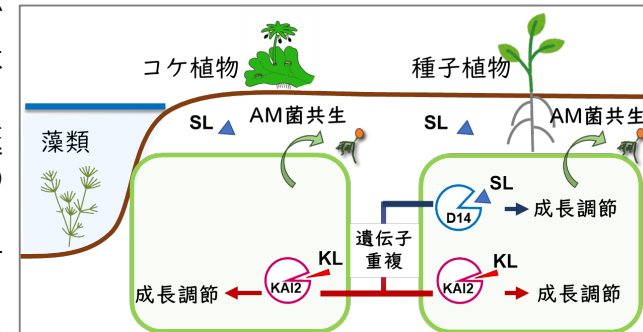 コケ植物
種子植物
SL
AM菌共生
SL
AM菌共生
藻類
SL
D14
成長調節
遺伝子
重複
KL
KAI2
成長調節
KL
KAI2
成長調節